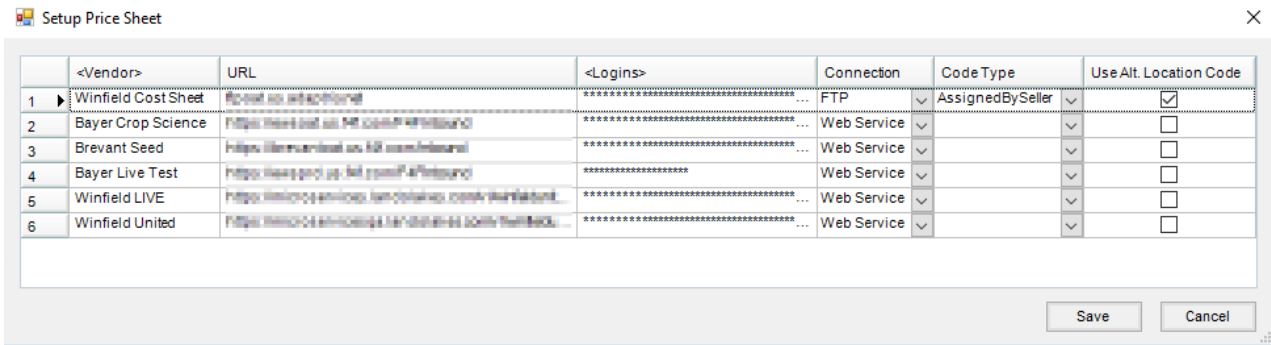 Setup Price Sheet
<Vendor> URL <Logins> Connection Code Type Use Alt. Location Code
1 Winfield Cost Sheet ****************************************... FTP AssignedBySeller
2 Bayer Crop Science ****************************************... Web Service
3 Brevant Seed ****************************************... Web Service
4 Bayer Live Test ******************** Web Service
5 Winfield LIVE ****************************************... Web Service
6 Winfield United ****************************************... Web Service
Save Cancel